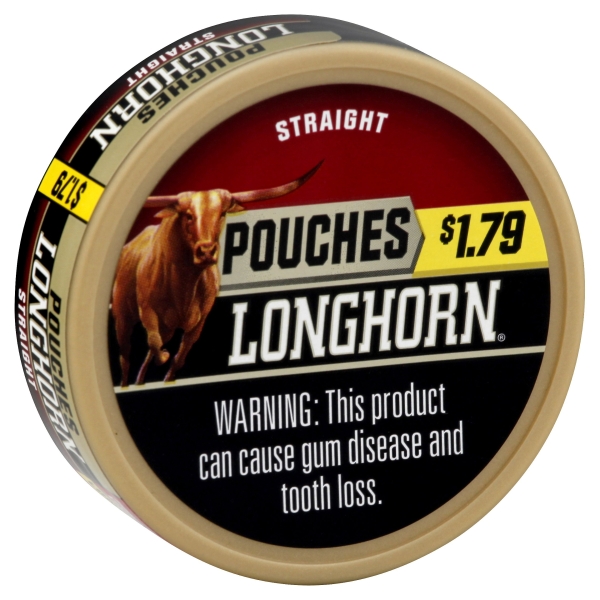 STRAIGHT
POUCHES $1.79
LONGHORN®
WARNING: This product
can cause gum disease and
tooth loss.
POUCHES
LONGHORN
STRAIGHT
$1.79
POUCHES
LONGHORN
STRAIGHT